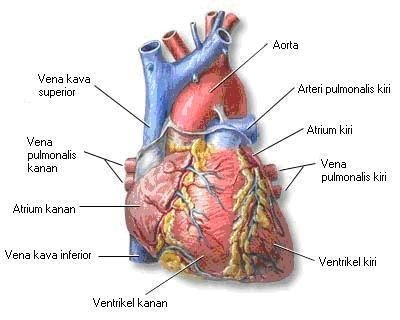 Aorta
Vena kava
superior
Arteri pulmonalis kiri
Atrium kiri
Vena
pulmonalis
kanan
Vena
pulmonalis kiri
Atrium kanan
Vena kava inferior
Ventrikel kiri
Ventrikel kanan